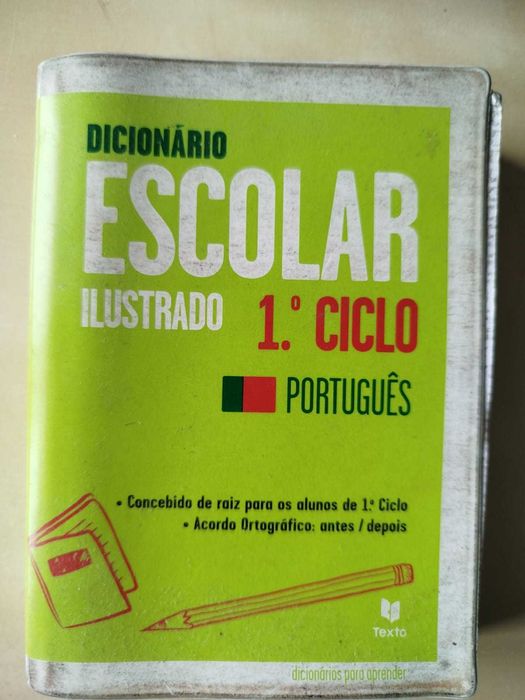 DICIONÁRIO
ESCOLAR
ILUSTRADO 1.º CICLO
PORTUGUÊS
• Concebido de raiz para os alunos de 1.º Ciclo
• Acordo Ortográfico: antes / depois
Texto
dicionários para aprender